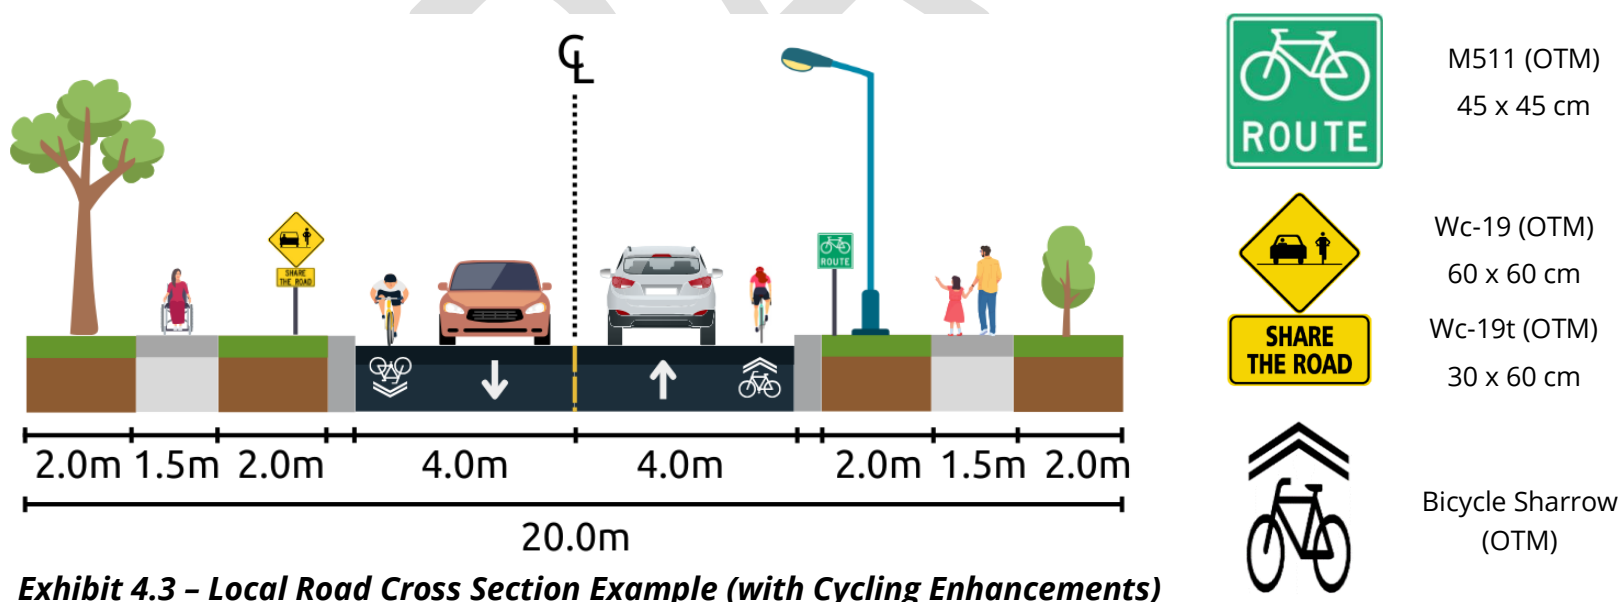 CL
SHARE
THE ROAD
ROUTE
2.0m 1.5m 2.0m 4.0m 4.0m 2.0m 1.5m 2.0m
20.0m
Exhibit 4.3 – Local Road Cross Section Example (with Cycling Enhancements)
ROUTE
M511 (OTM)
45 x 45 cm
Wc-19 (OTM)
60 x 60 cm
SHARE
THE ROAD
Wc-19t (OTM)
30 x 60 cm
Bicycle Sharrow
(OTM)